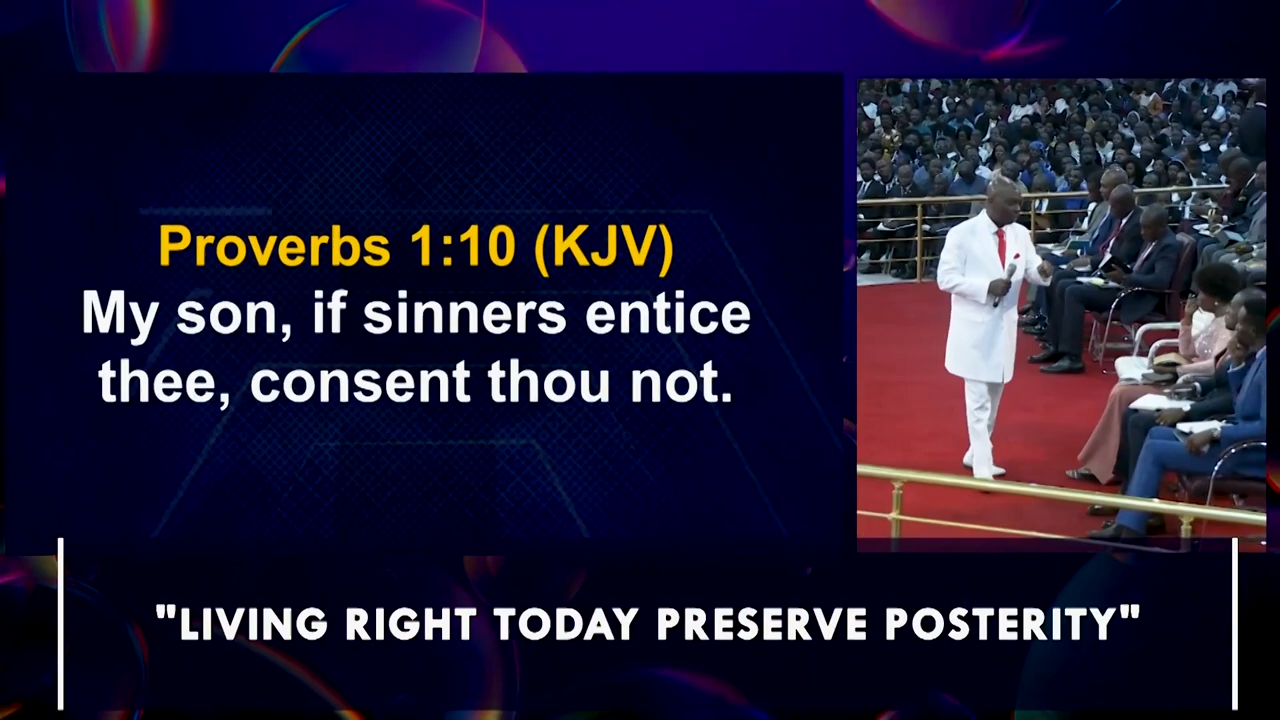 Proverbs 1:10 (KJV)
My son, if sinners entice
thee, consent thou not.
"LIVING RIGHT TODAY PRESERVE POSTERITY"